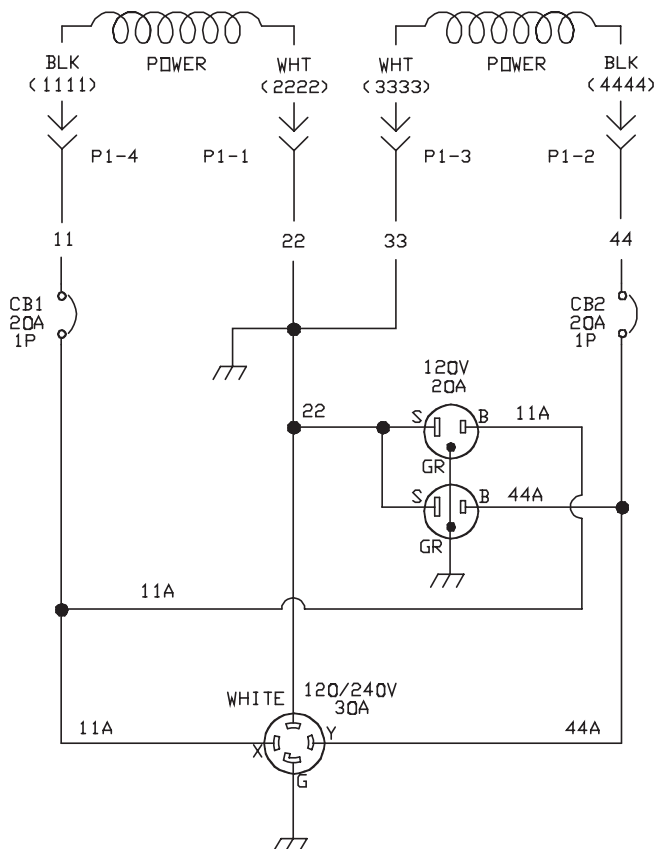 BLK
(1111)
POWER
WHT
(2222)
WHT
(3333)
POWER
BLK
(4444)
P1-4
P1-1
P1-3
P1-2
11
22
33
44
CB1
20A
1P
CB2
20A
1P
120V
20A
22
S
B
11A
GR
S
B
44A
GR
11A
WHITE
120/240V
30A
11A
X
Y
44A
G